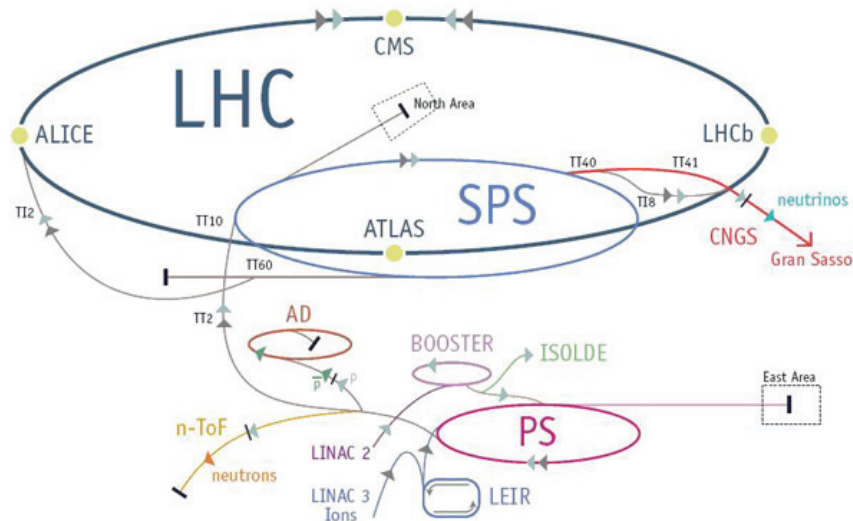 CMS
LHC
North Area
ALICE
LHCb
TT40
TT41
TI2
TT10
SPS
TI8
neutrinos
ATLAS
CNGS
Gran Sasso
TT60
TT2
AD
BOOSTER
ISOLDE
p
p
East Area
n-ToF
PS
LINAC 2
neutrons
LINAC 3
Ions
LEIR